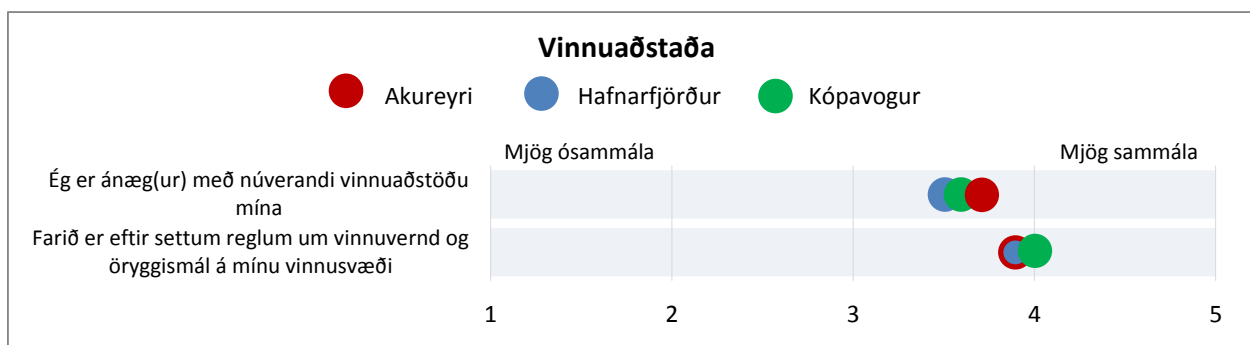 Vinnuaðstaða
Akureyri
Hafnarfjörður
Kópavogur
Mjög ósammála
Mjög sammála
Ég er ánæg(ur) með núverandi vinnuaðstöðu
mína
Farið er eftir settum reglum um vinnuvernd og
öryggismál á mínu vinnusvæði
1
2
3
4
5